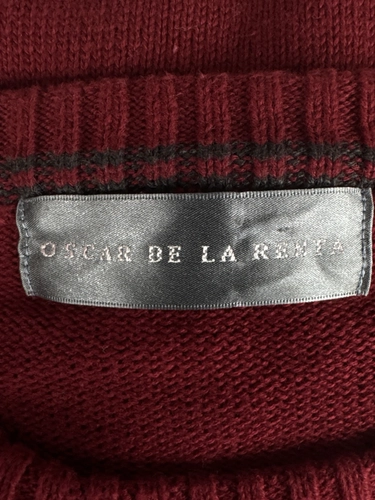 OSCAR DE LA RENTA